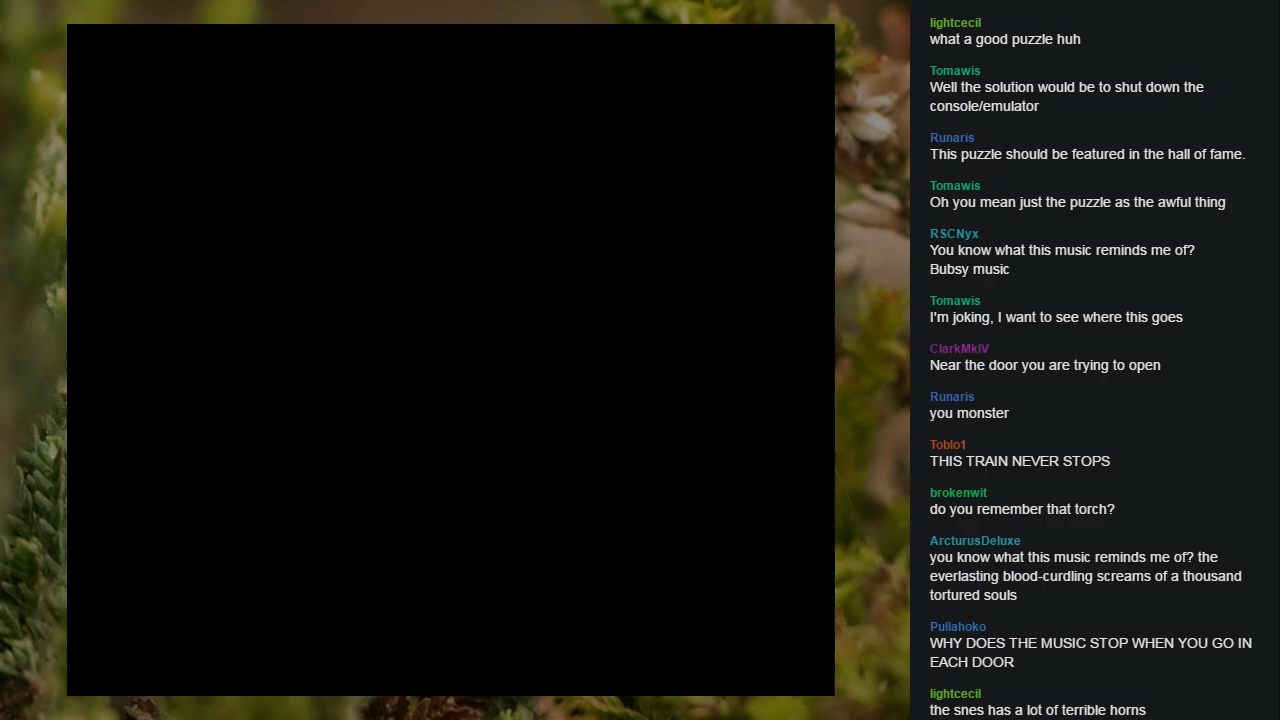 lightcecil
what a good puzzle huh
Tomawis
Well the solution would be to shut down the
console/emulator
Runaris
This puzzle should be featured in the hall of fame.
Tomawis
Oh you mean just the puzzle as the awful thing
RSCNyx
You know what this music reminds me of?
Bubsy music
Tomawis
I'm joking, I want to see where this goes
ClarkMkIV
Near the door you are trying to open
Runaris
you monster
Toblo1
THIS TRAIN NEVER STOPS
brokenwit
do you remember that torch?
ArcturusDeluxe
you know what this music reminds me of? the
everlasting blood-curdling screams of a thousand
tortured souls
Pullahoko
WHY DOES THE MUSIC STOP WHEN YOU GO IN
EACH DOOR
lightcecil
the snes has a lot of terrible horns